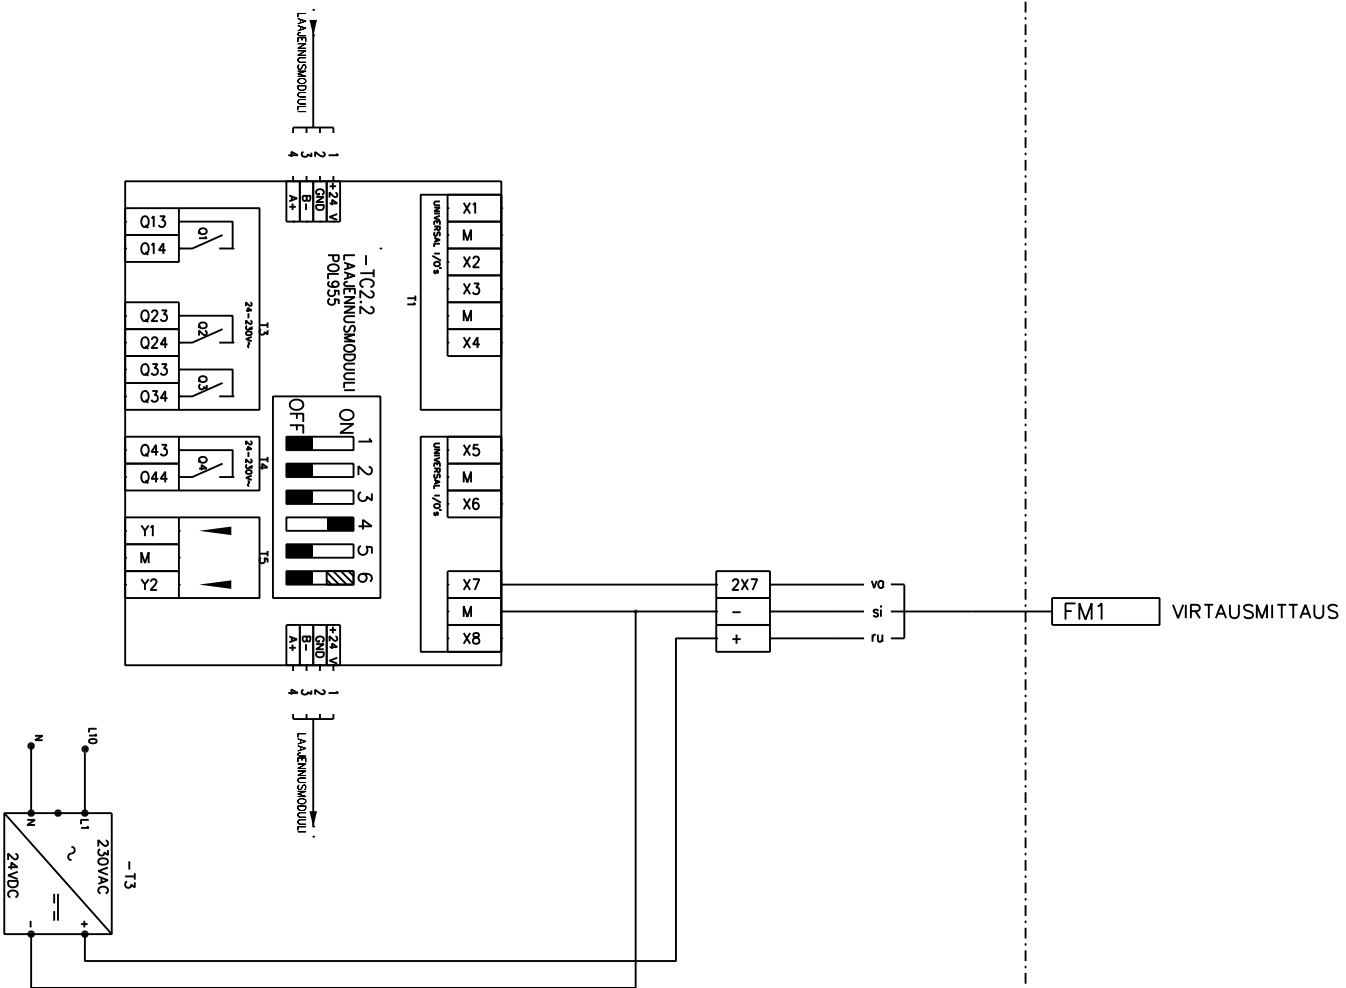 LAAJENNUSMODUULI
4 3 2 1
A+ B- GND +24 V
Q13
Q14
Q1
Q23
Q24
Q2
Q33
Q34
Q3
24-230V~
T3
Q43
Q44
Q4
24-230V~
T4
Y1
M
Y2
T5
-TC2.2
LAAJENNUSMODUULI
POL955
OFF ON
1
2
3
4
5
6
T1
UNIVERSAL I/O's
X1
M
X2
X3
M
X4
UNIVERSAL I/O's
X5
M
X6
X7
M
X8
A+ B- GND +24 V
4 3 2 1
LAAJENNUSMODUULI
2X7
-
+
va
si
ru
FM1 VIRTAUSMITTAUS
N
L10
N
L1
230VAC
~
24VDC
-
+
-T3